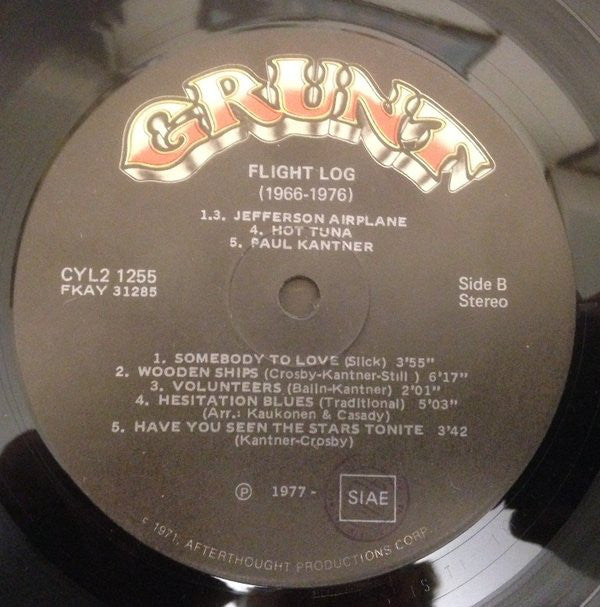 GRUNT
FLIGHT LOG
(1966-1976)
1.3. JEFFERSON AIRPLANE
4. HOT TUNA
5. PAUL KANTNER
CYL2 1255
FKAY 31285
Side B
Stereo
1. SOMEBODY TO LOVE (Slick) 3'55"
2. WOODEN SHIPS (Crosby-Kantner-Still ) 6'17"
3. VOLUNTEERS (Balin-Kantner) 2'01"
4. HESITATION BLUES (Traditional) 5'03"
(Arr.: Kaukonen & Casady)
5. HAVE YOU SEEN THE STARS TONITE 3'42
(Kantner-Crosby)
Ⓟ 1977 -
SIAE
© 1971, AFTERTHOUGHT PRODUCTIONS CORP.